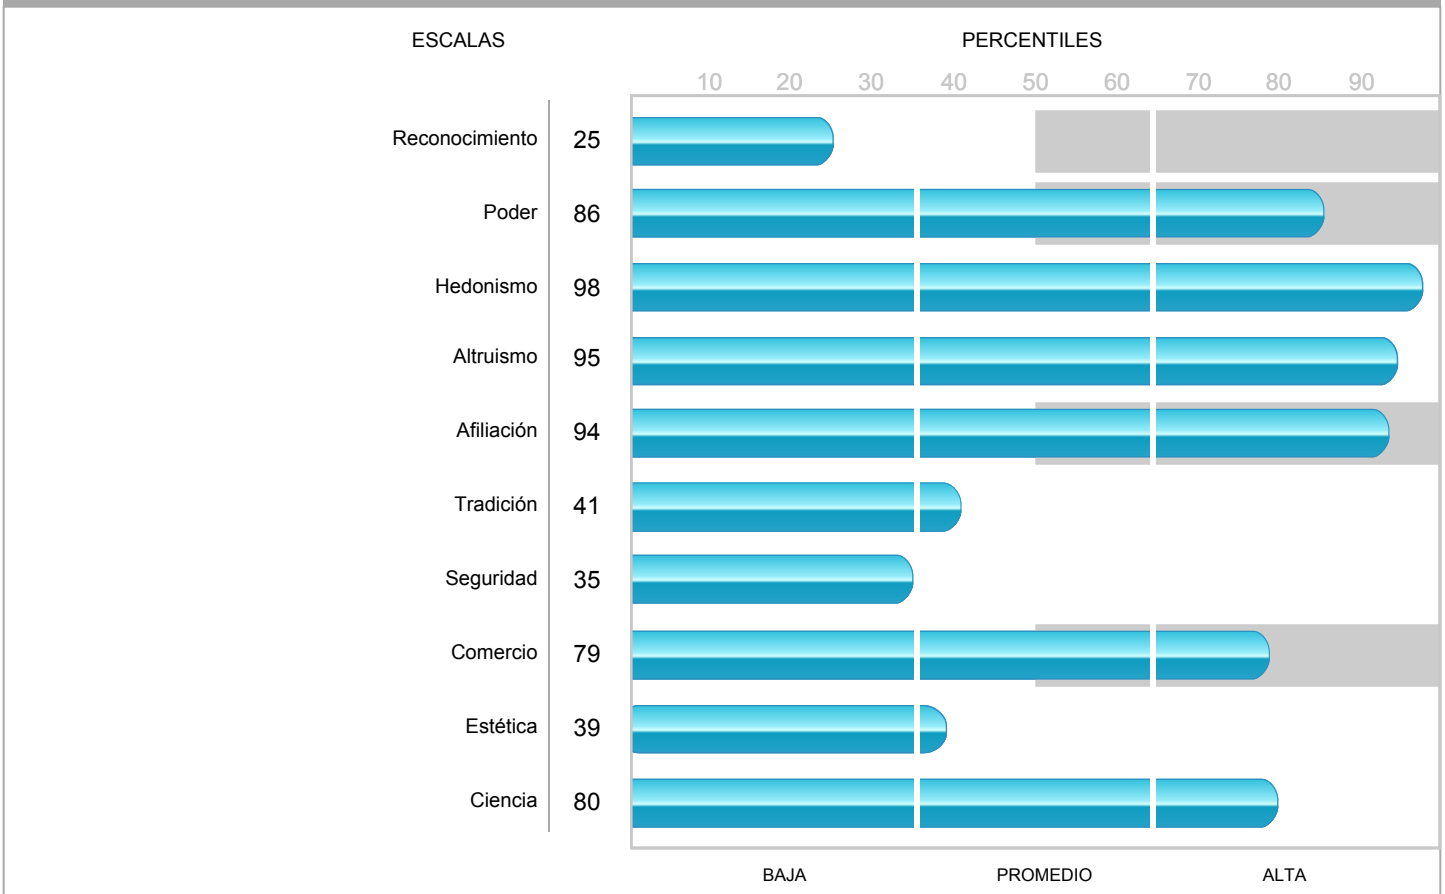 ESCALAS PERCENTILES
10 20 30 40 50 60 70 80 90
Reconocimiento 25
Poder 86
Hedonismo 98
Altruismo 95
Afiliación 94
Tradición 41
Seguridad 35
Comercio 79
Estética 39
Ciencia 80
BAJA PROMEDIO ALTA